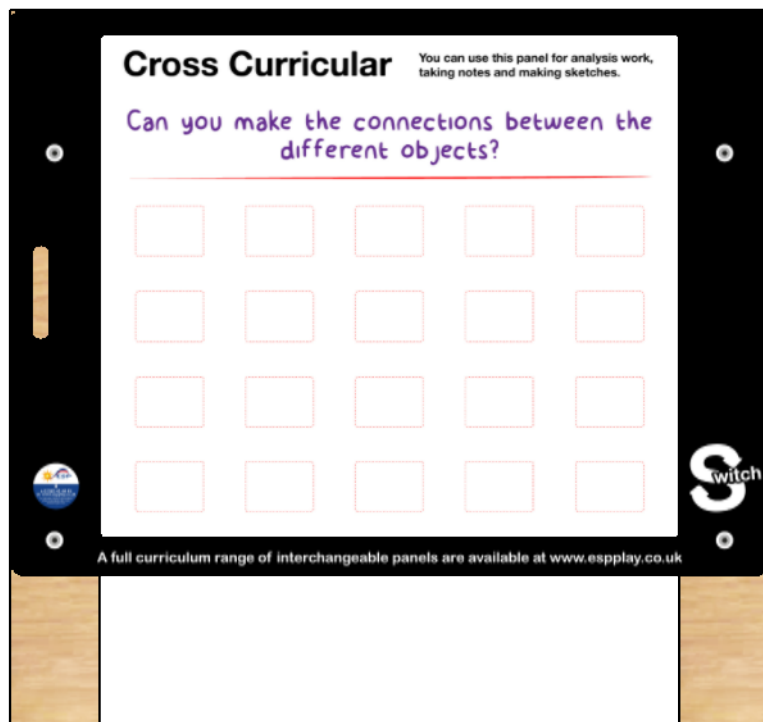 Cross Curricular
You can use this panel for analysis work,
taking notes and making sketches.
Can you make the connections between the
different objects?
Switch
A full curriculum range of interchangeable panels are available at www.espplay.co.uk